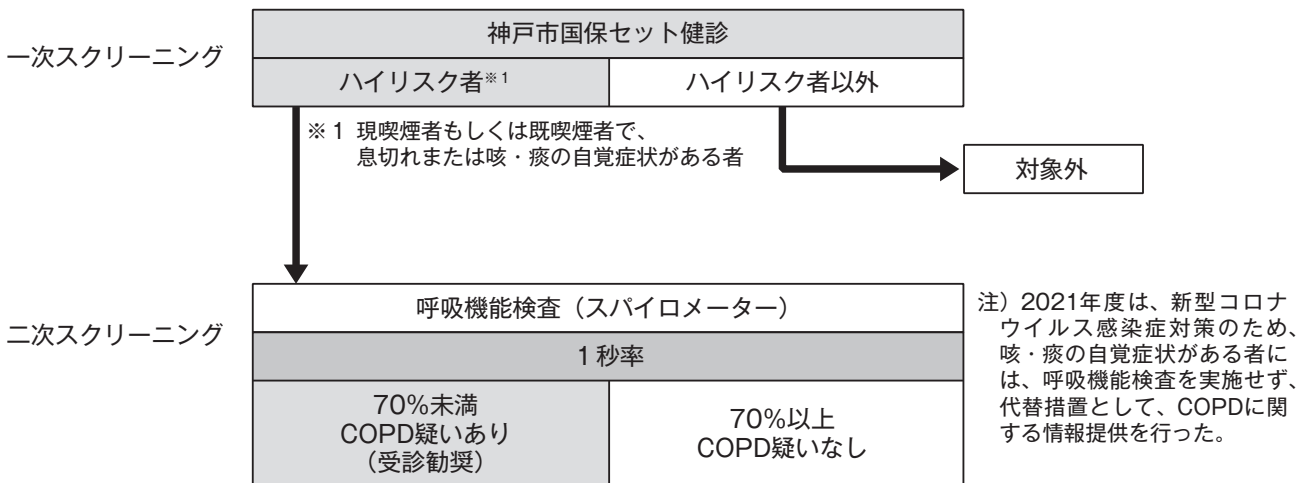 一次スクリーニング
神戸市国保セット健診
ハイリスク者※1
ハイリスク者以外
※1 現喫煙者もしくは既喫煙者で、
息切れまたは咳・痰の自覚症状がある者
対象外
二次スクリーニング
呼吸機能検査（スパイロメーター）
1秒率
70%未満
COPD疑いあり
（受診勧奨）
70%以上
COPD疑いなし
注）2021年度は、新型コロナ
ウイルス感染症対策のため、
咳・痰の自覚症状がある者に
は、呼吸機能検査を実施せず、
代替措置として、COPDに関
する情報提供を行った。